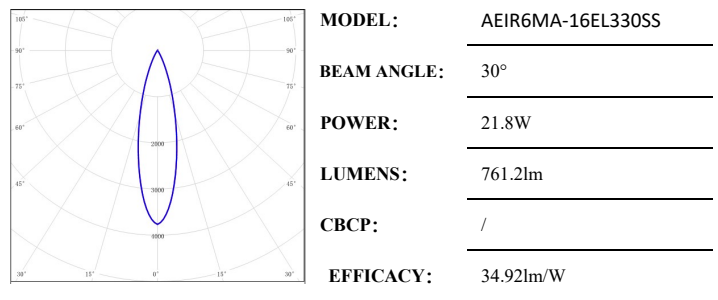 105° 105°
90° 90°
75° 75°
60° 60°
45° 45°
30° 15° 0° 15° 30°
2000
3000
4000
MODEL: AEIR6MA-16EL330SS
BEAM ANGLE: 30°
POWER: 21.8W
LUMENS: 761.2lm
CBCP: /
EFFICACY: 34.92lm/W